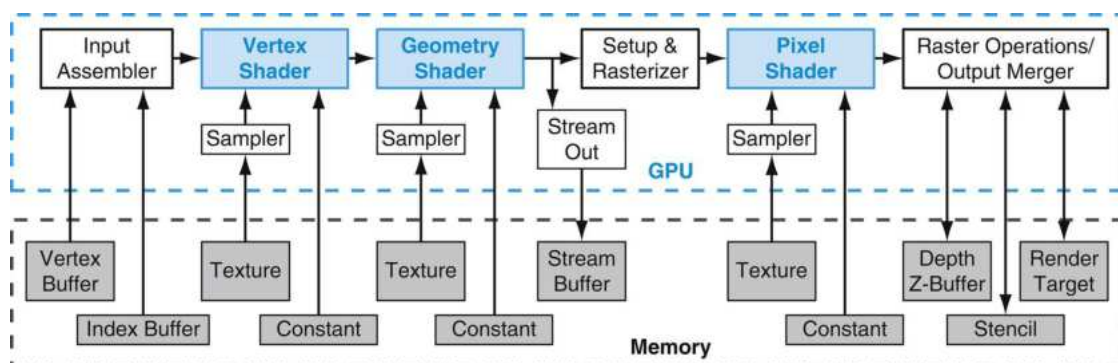 Input
Assembler
Vertex
Shader
Geometry
Shader
Setup &
Rasterizer
Pixel
Shader
Raster Operations/
Output Merger
Sampler
Sampler
Stream
Out
Sampler
GPU
Vertex
Buffer
Texture
Texture
Stream
Buffer
Texture
Depth
Z-Buffer
Render
Target
Index Buffer
Constant
Constant
Constant
Stencil
Memory